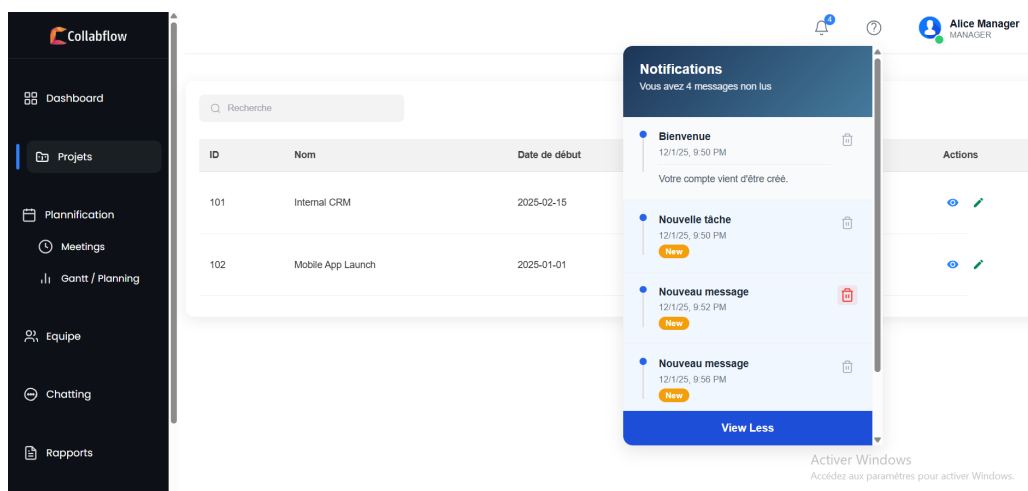 Collabflow
Dashboard
Projets
Plannification
Meetings
Gantt / Planning
Equipe
Chatting
Rapports
4
Alice Manager
MANAGER
Recherche
ID Nom Date de début Actions
101 Internal CRM 2025-02-15
102 Mobile App Launch 2025-01-01
Notifications
Vous avez 4 messages non lus
Bienvenue
12/1/25, 9:50 PM
Votre compte vient d'être créé.
Nouvelle tâche
12/1/25, 9:50 PM
New
Nouveau message
12/1/25, 9:52 PM
New
Nouveau message
12/1/25, 9:56 PM
New
View Less
Activer Windows
Accédez aux paramètres pour activer Windows.